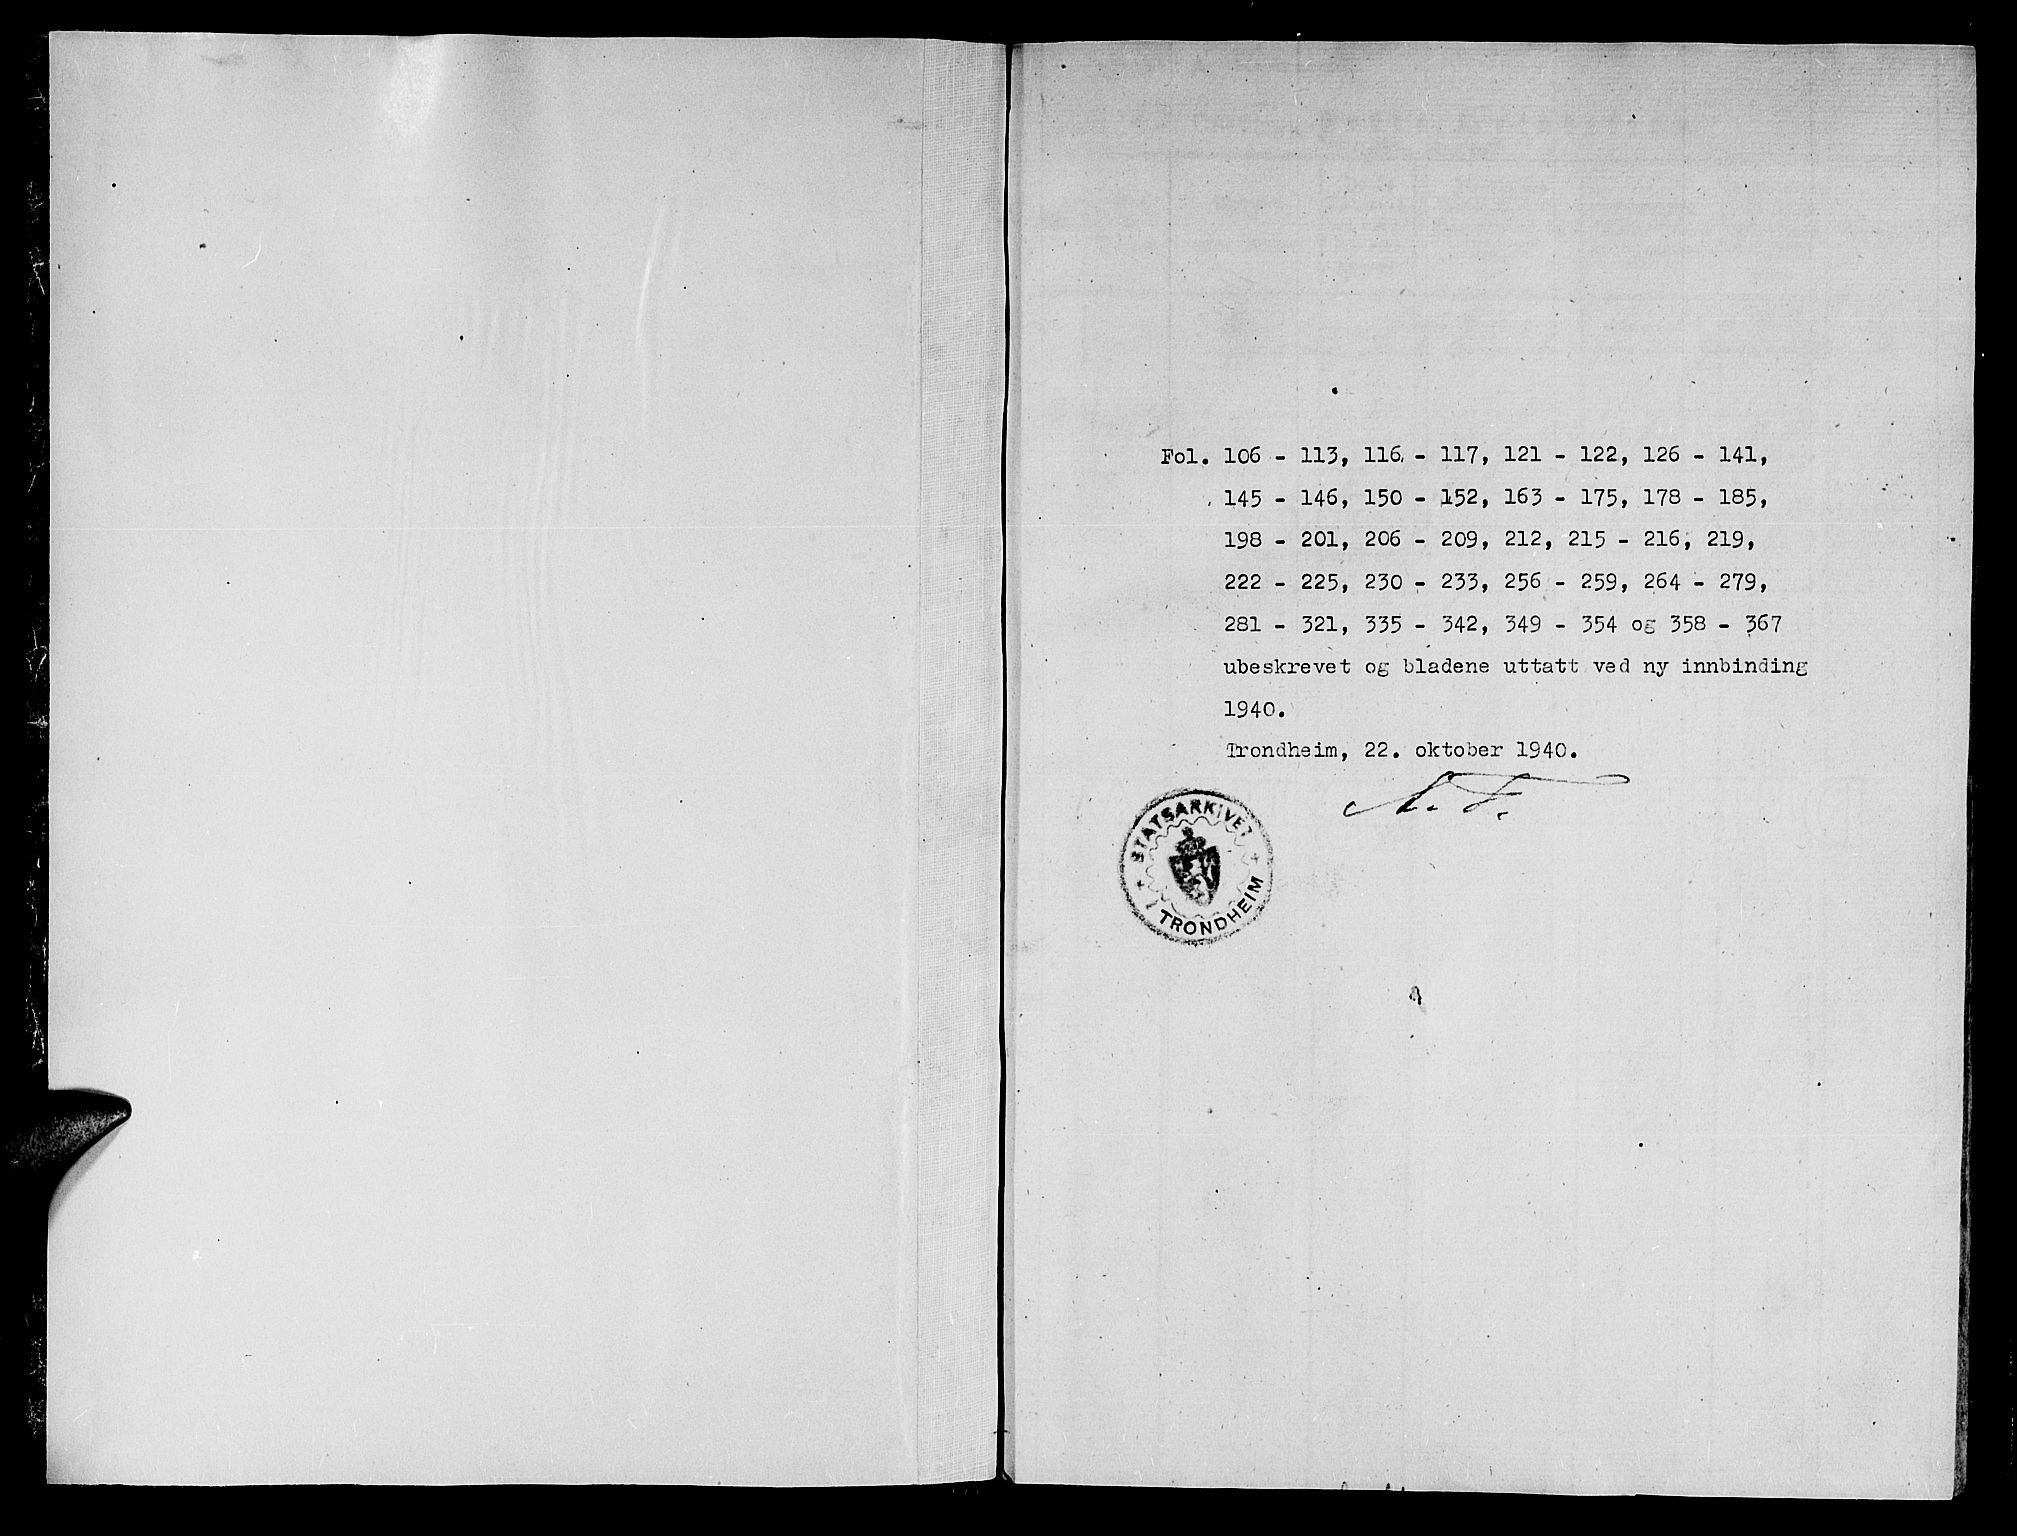 Fol. 106 - 113, 116 - 117, 121 - 122, 126 - 141,
145 - 146, 150 - 152, 163 - 175, 178 - 185,
198 - 201, 206 - 209, 212, 215 - 216, 219,
222 - 225, 230 - 233, 256 - 259, 264 - 279,
281 - 321, 335 - 342, 349 - 354 og 358 - 367
ubeskrevet og bladene uttatt ved ny innbinding
1940.
Trondheim, 22. oktober 1940.
STATSARKIVET
I TRONDHEIM